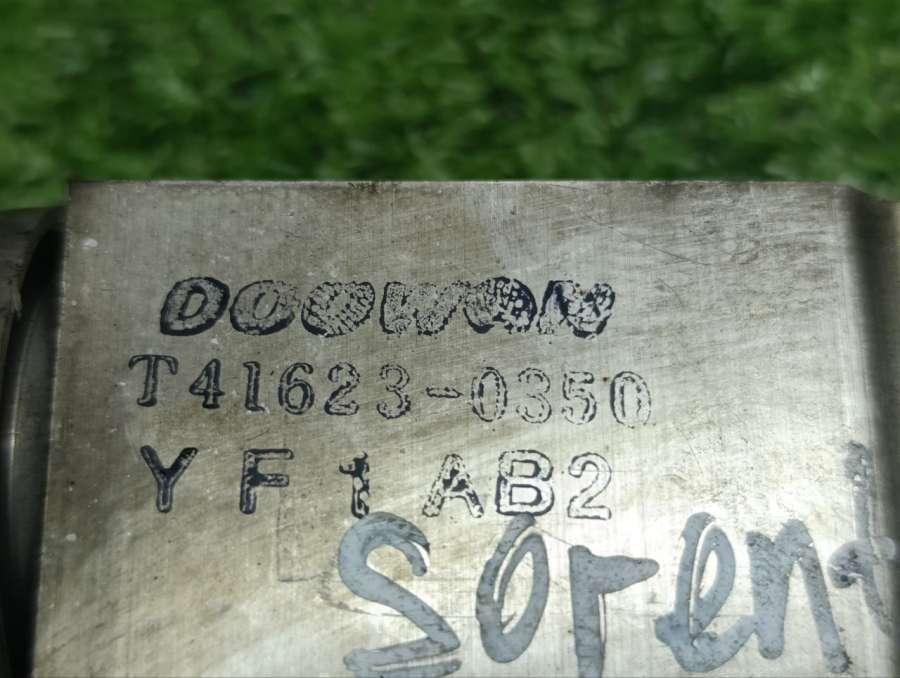 DOOWON
T41623-0350
YF1AB2
Sorent